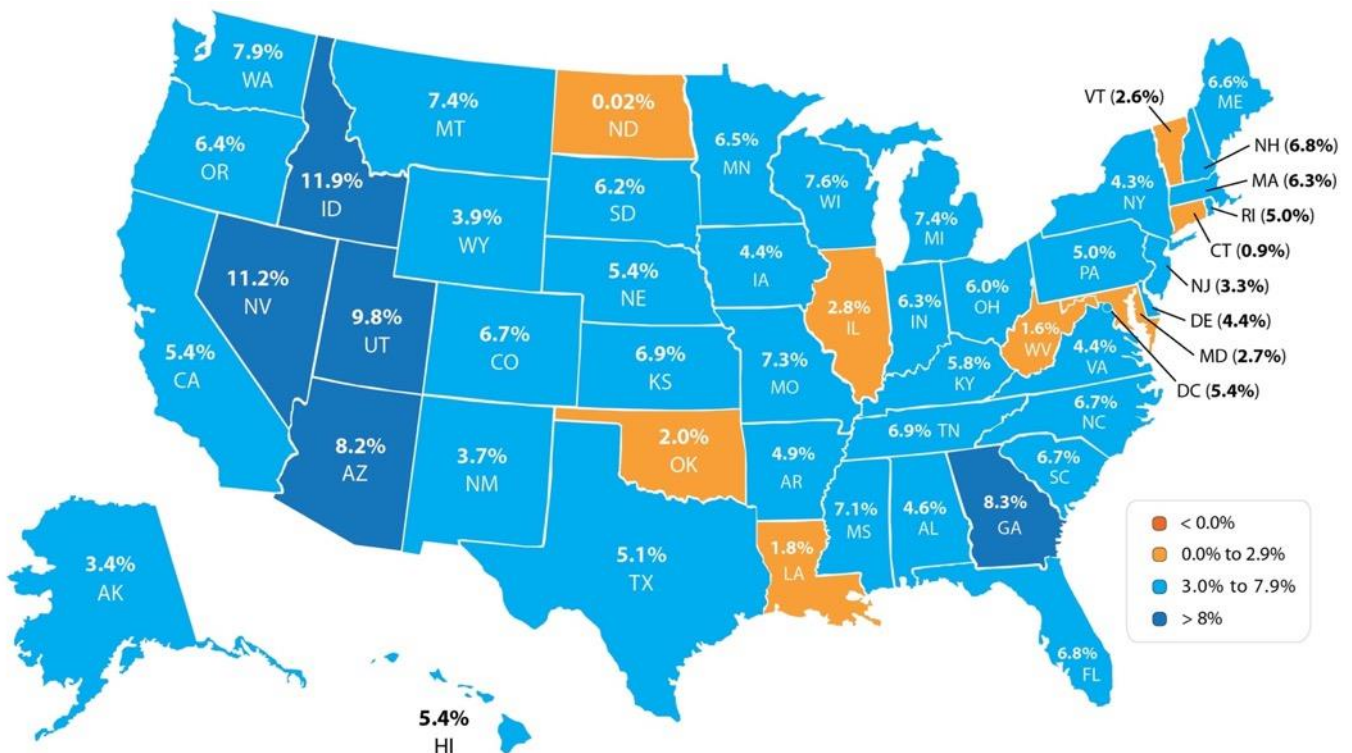 7.9%
WA
6.4%
OR
11.9%
ID
7.4%
MT
3.9%
WY
11.2%
NV
9.8%
UT
5.4%
CA
8.2%
AZ
6.7%
CO
3.7%
NM
0.02%
ND
6.2%
SD
5.4%
NE
6.9%
KS
2.0%
OK
5.1%
TX
6.5%
MN
4.4%
IA
7.3%
MO
4.9%
AR
1.8%
LA
7.6%
WI
2.8%
IL
7.4%
MI
6.3%
IN
6.0%
OH
5.8%
KY
6.9% TN
7.1%
MS
4.6%
AL
8.3%
GA
6.8%
FL
6.7%
SC
6.7%
NC
4.4%
VA
1.6%
WV
5.0%
PA
4.3%
NY
6.6%
ME
VT (2.6%)
NH (6.8%)
MA (6.3%)
RI (5.0%)
CT (0.9%)
NJ (3.3%)
DE (4.4%)
MD (2.7%)
DC (5.4%)
3.4%
AK
5.4%
HI
< 0.0%
0.0% to 2.9%
3.0% to 7.9%
> 8%